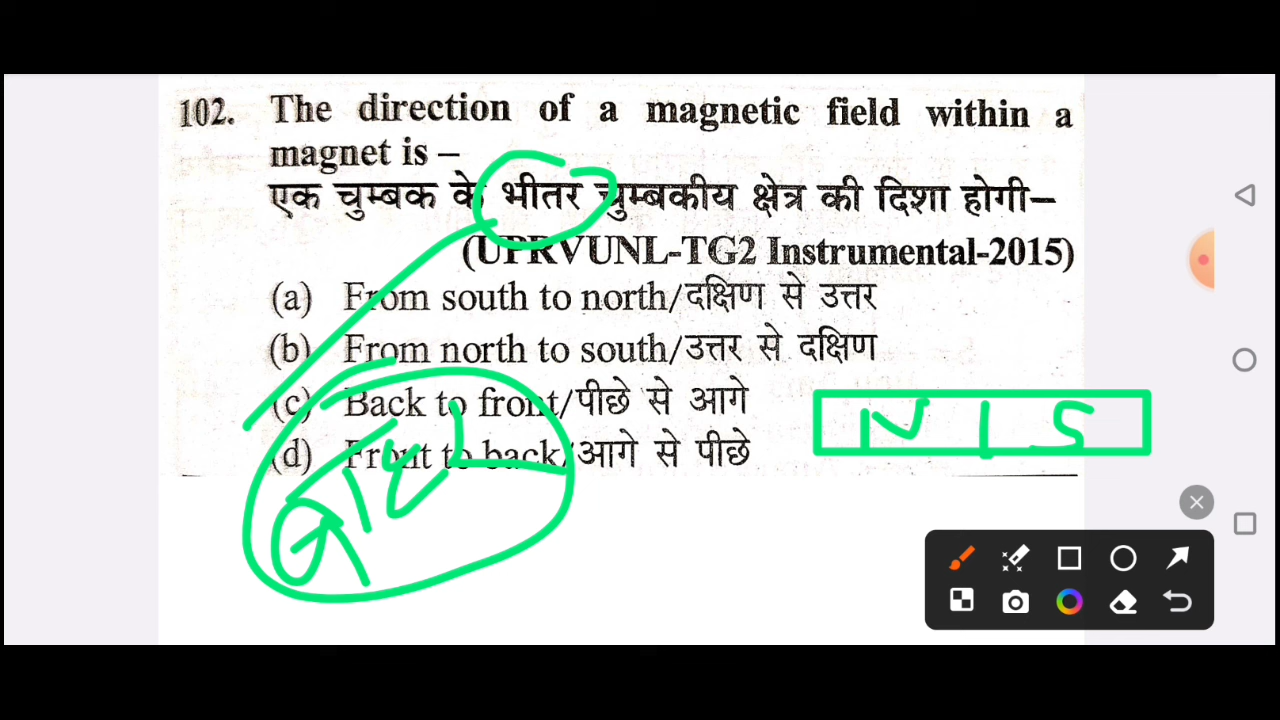 102. The direction of a magnetic field within a
magnet is –
एक चुम्बक के भीतर चुम्बकीय क्षेत्र की दिशा होगी–
(UPRVUNL-TG2 Instrumental-2015)
(a) From south to north/दक्षिण से उत्तर
(b) From north to south/उत्तर से दक्षिण
(c) Back to front/पीछे से आगे
(d) Front to back/आगे से पीछे
N S